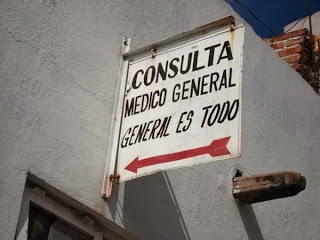 CONSULTA
MEDICO GENERAL
GENERAL ES TODO